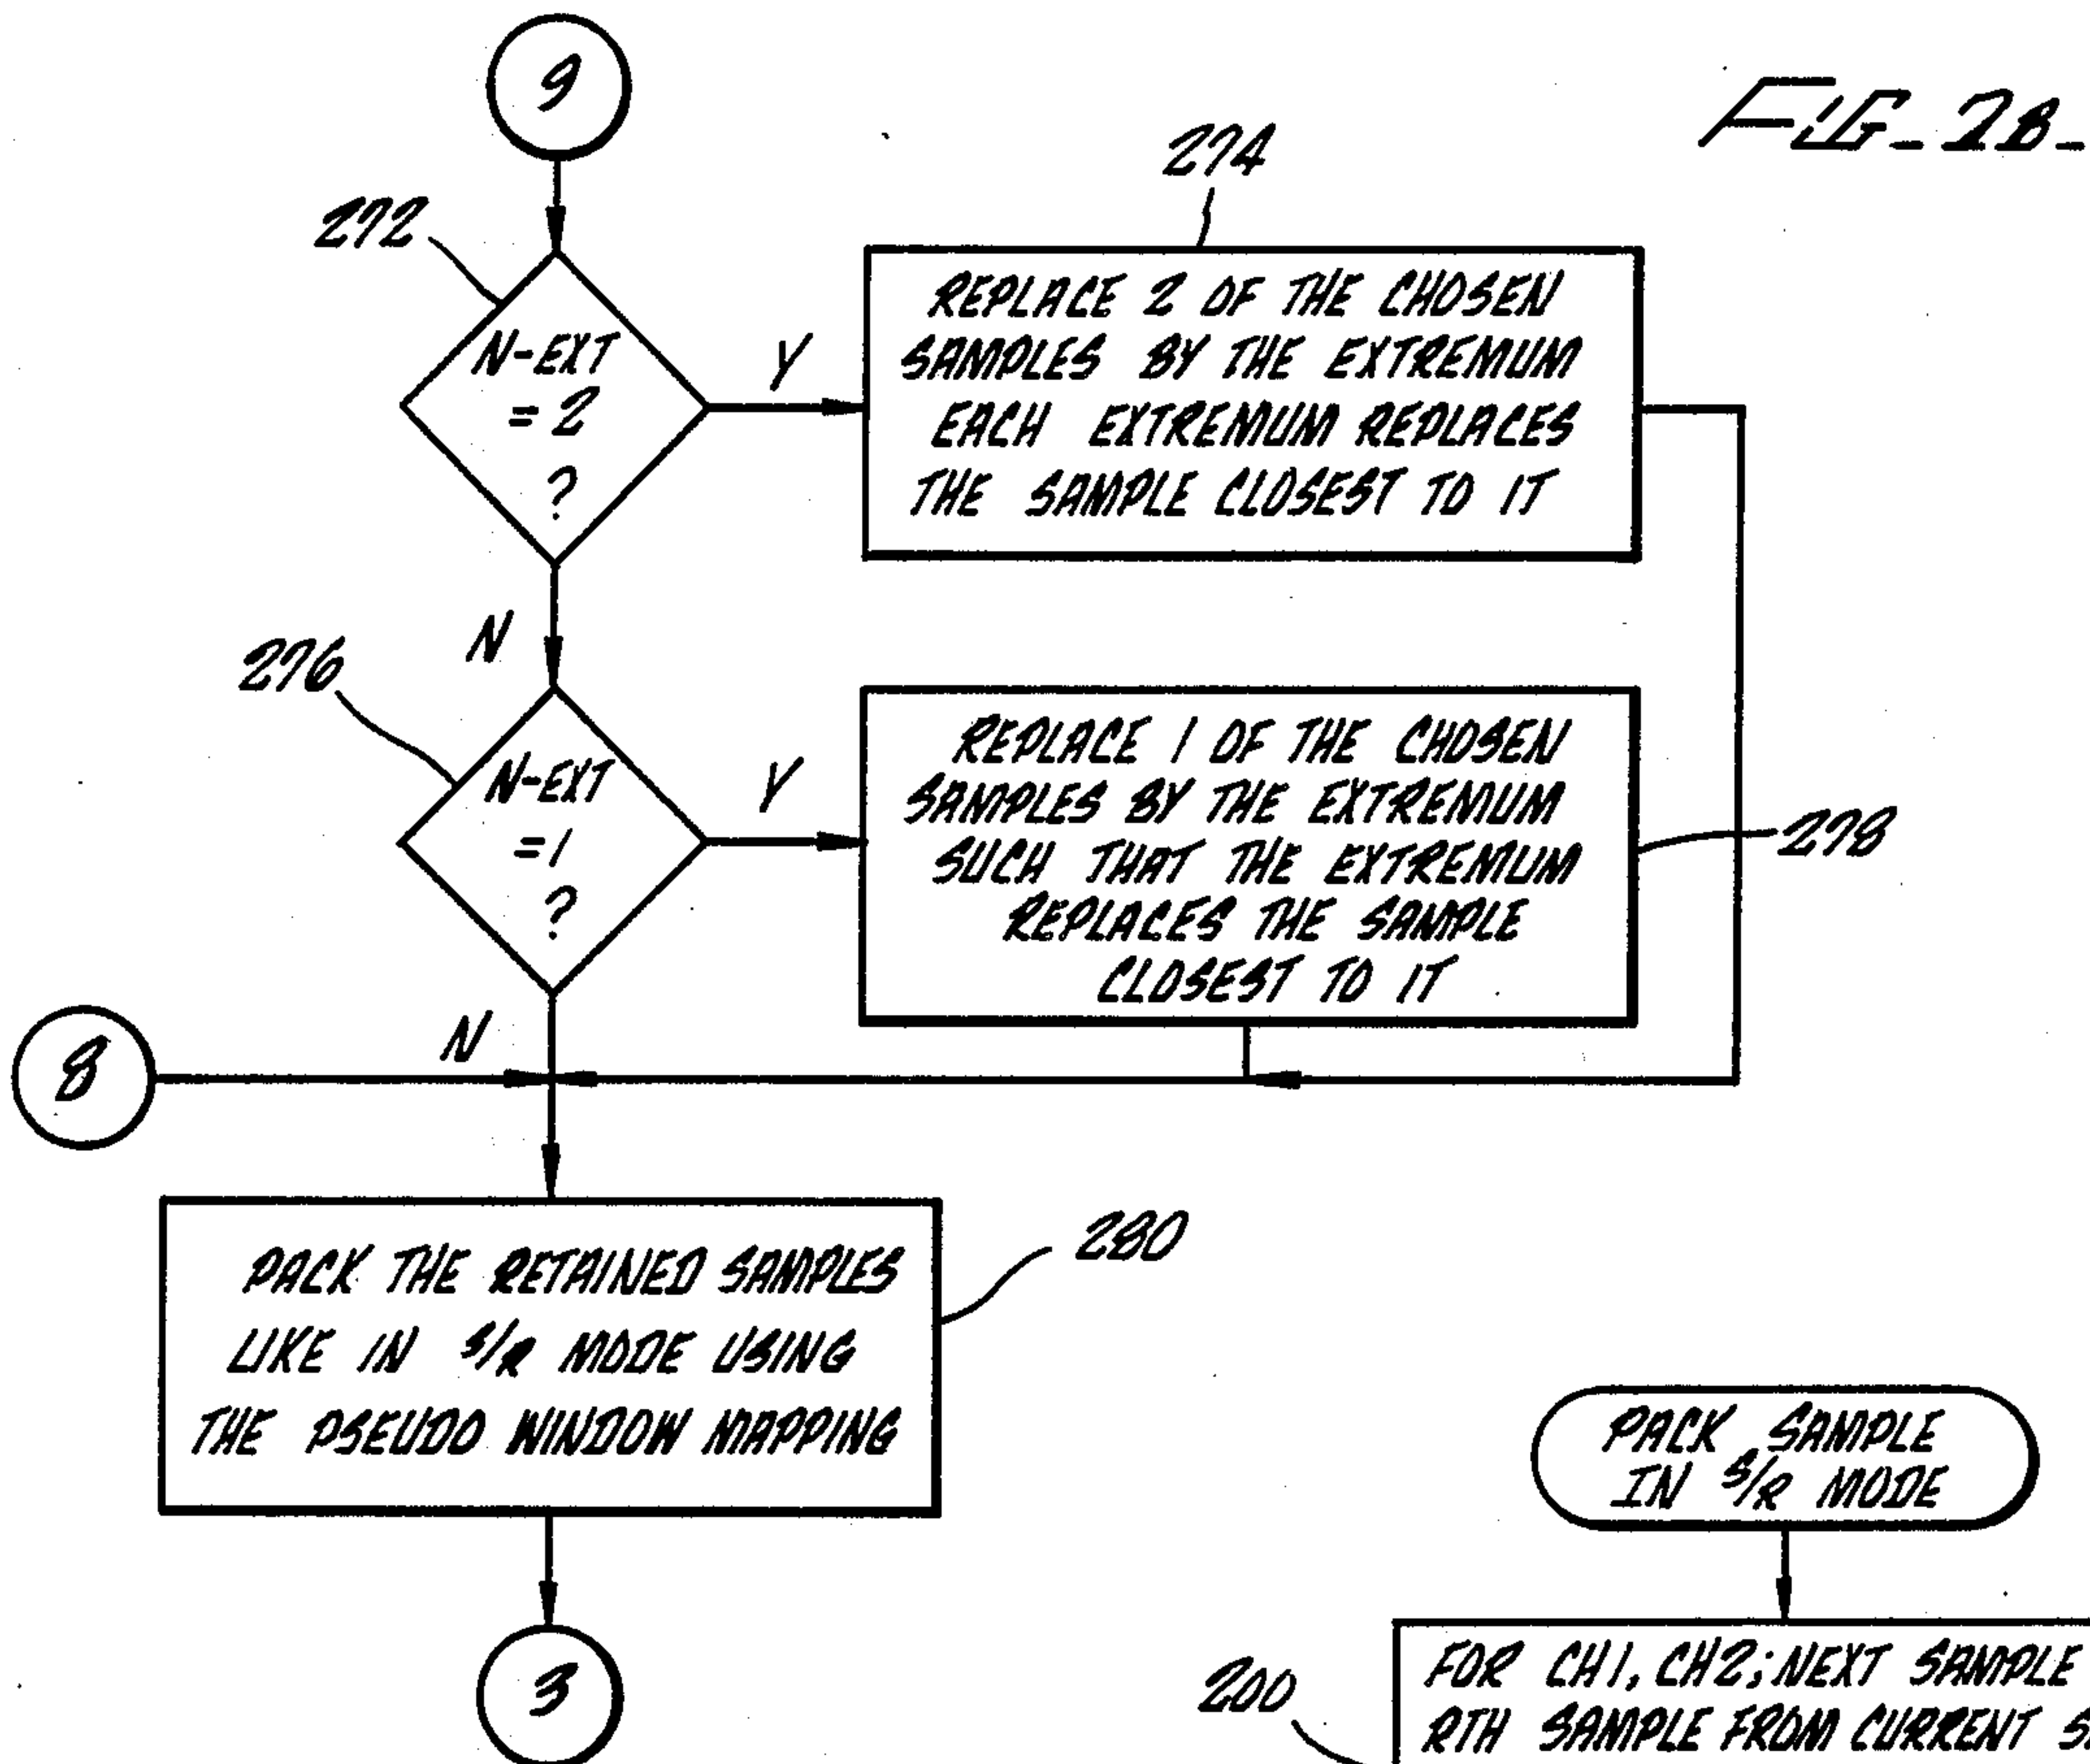 9
FIG_7B_
272
274
N-EXT
= 2
?
Y
REPLACE 2 OF THE CHOSEN
SAMPLES BY THE EXTREMUM
EACH EXTREMUM REPLACES
THE SAMPLE CLOSEST TO IT
N
276
N-EXT
=1
?
Y
REPLACE 1 OF THE CHOSEN
SAMPLES BY THE EXTREMUM
SUCH THAT THE EXTREMUM
REPLACES THE SAMPLE
CLOSEST TO IT
278
N
8
PACK THE RETAINED SAMPLES
LIKE IN S/R MODE USING
THE PSEUDO WINDOW MAPPING
280
3
PACK SAMPLE
IN S/R MODE
200
FOR CH1, CH2; NEXT SAMPLE
RTH SAMPLE FROM CURRENT S